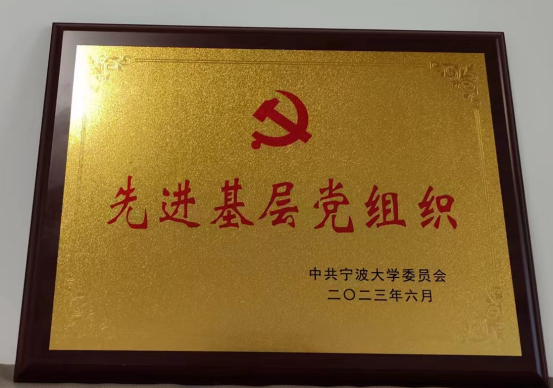 先进基层党组织
中共宁波大学委员会
二〇二三年六月